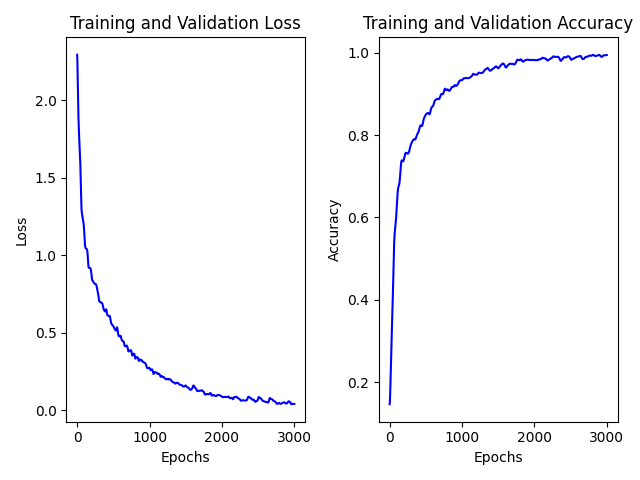 Training and Validation Loss
2.0
1.5
1.0
0.5
0.0
Loss
0 1000 2000 3000
Epochs
Training and Validation Accuracy
1.0
0.8
0.6
0.4
0.2
Accuracy
0 1000 2000 3000
Epochs